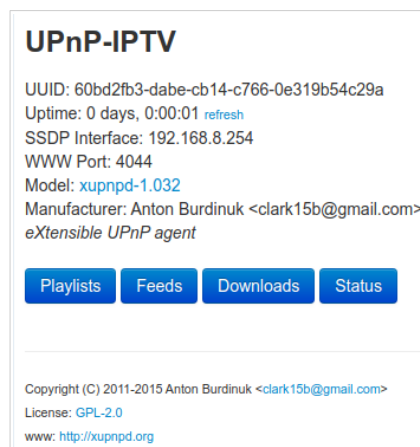 UPnP-IPTV
UUID: 60bd2fb3-dabe-cb14-c766-0e319b54c29a
Uptime: 0 days, 0:00:01 refresh
SSDP Interface: 192.168.8.254
WWW Port: 4044
Model: xupnpd-1.032
Manufacturer: Anton Burdinuk <clark15b@gmail.com>
eXtensible UPnP agent
Playlists Feeds Downloads Status
Copyright (C) 2011-2015 Anton Burdinuk <clark15b@gmail.com>
License: GPL-2.0
www: http://xupnpd.org